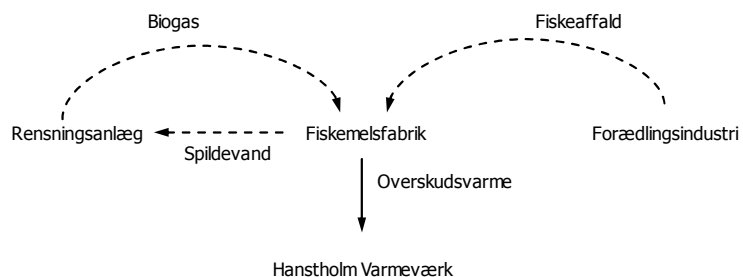 Biogas
Fiskeaffald
Rensningsanlæg
Fiskemelsfabrik
Forædlingsindustri
Spildevand
Overskudsvarme
Hanstholm Varmeværk